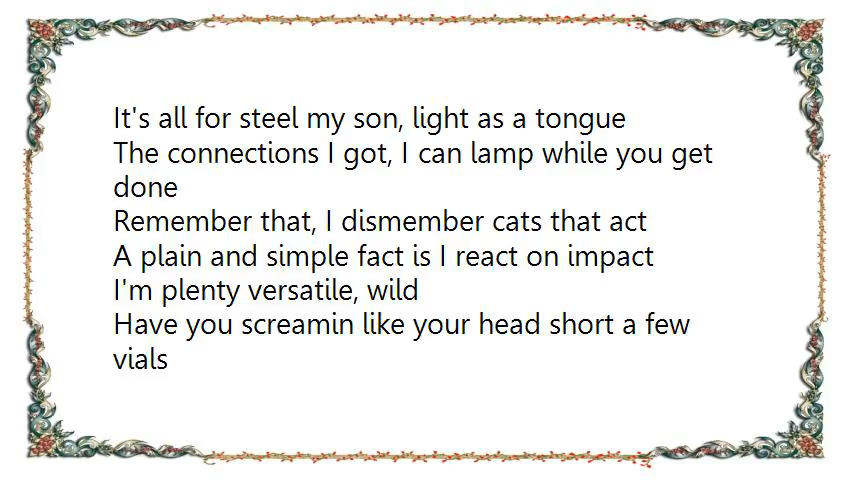 It's all for steel my son, light as a tongue
The connections I got, I can lamp while you get
done
Remember that, I dismember cats that act
A plain and simple fact is I react on impact
I'm plenty versatile, wild
Have you screamin like your head short a few
vials